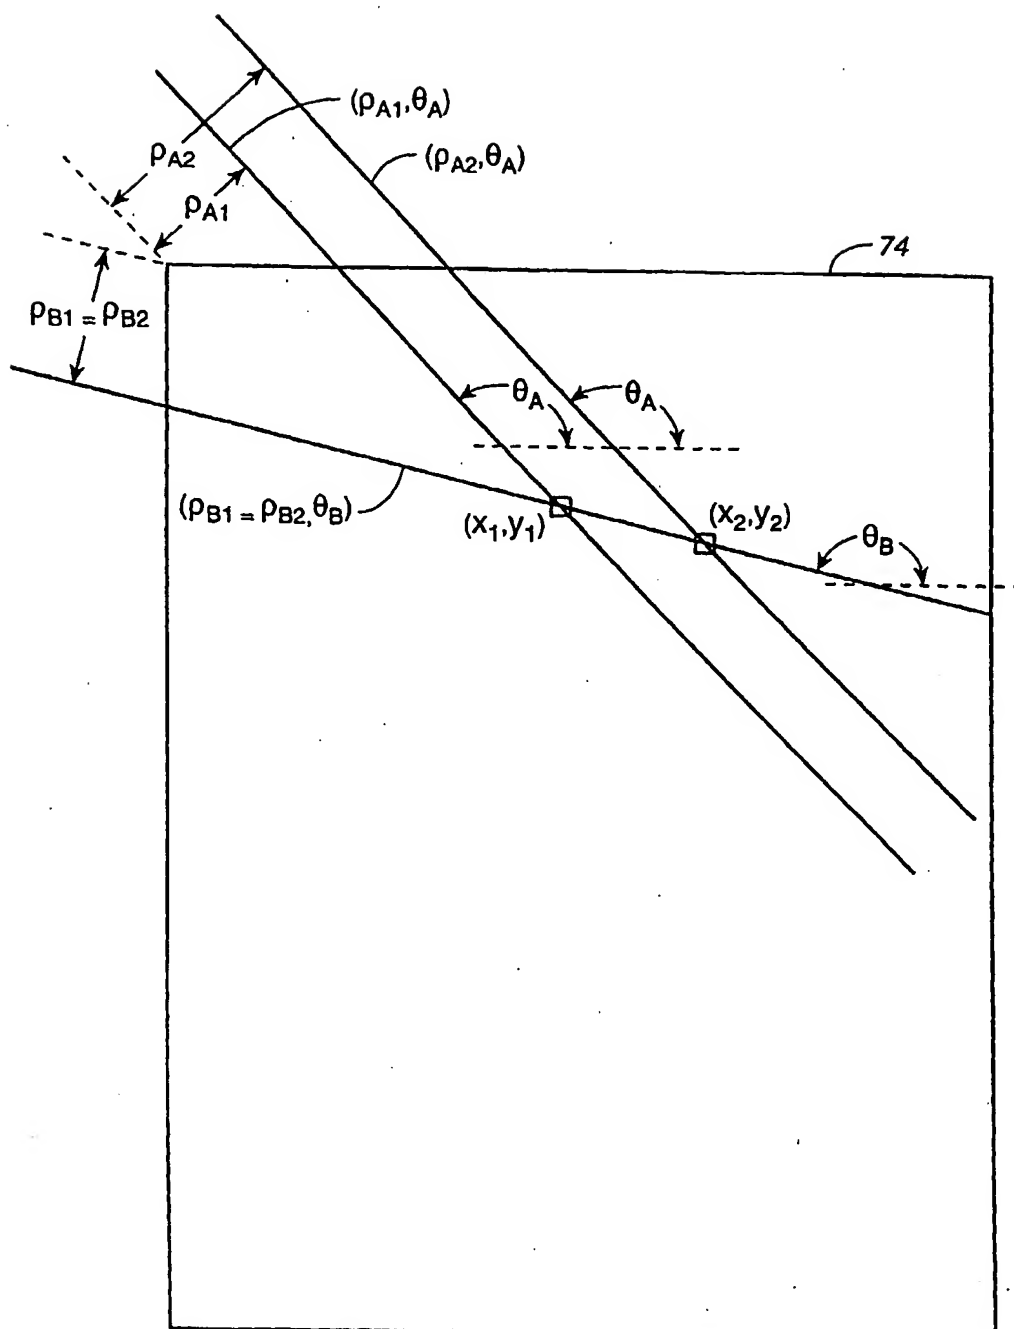 (ρA1,θA)
ρA2
(ρA2,θA)
ρA1
74
ρB1 = ρB2
θA
θA
(ρB1 = ρB2,θB)
(x1,y1)
(x2,y2)
θB